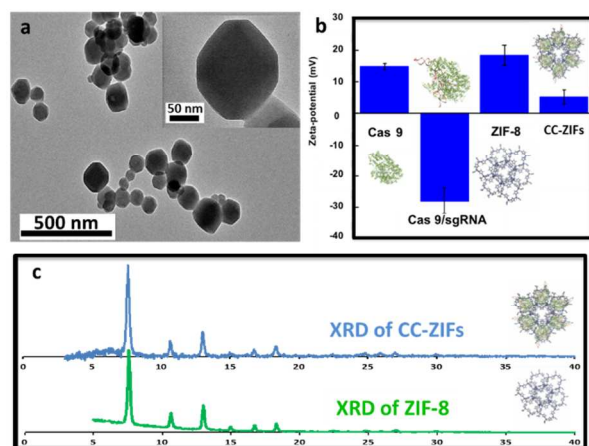 a
50 nm
500 nm
b
Zeta-potential (mV)
30
20
10
0
-10
-20
-30
-40
Cas 9
Cas 9/sgRNA
ZIF-8
CC-ZIFs
c
XRD of CC-ZIFs
0 5 10 15 20 25 30 35 40
XRD of ZIF-8
0 5 10 15 20 25 30 35 40